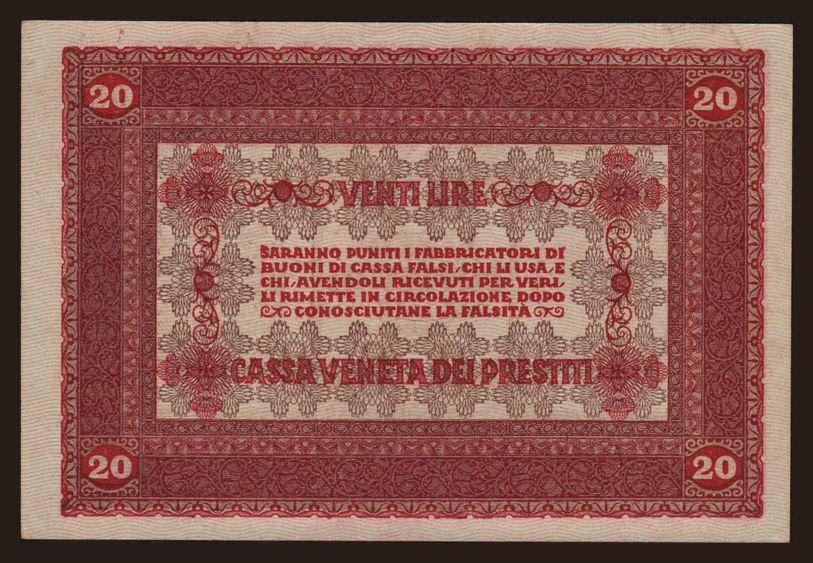 20 20
VENTI LIRE
SARANNO PUNITI I FABBRICATORI DI
BUONI DI CASSA FALSI, CHI LI USA, E
CHI, AVENDOLI RICEVUTI PER VERI,
LI RIMETTE IN CIRCOLAZIONE DOPO
CONOSCIUTANE LA FALSITÀ
CASSA VENETA DEI PRESTITI
20 20